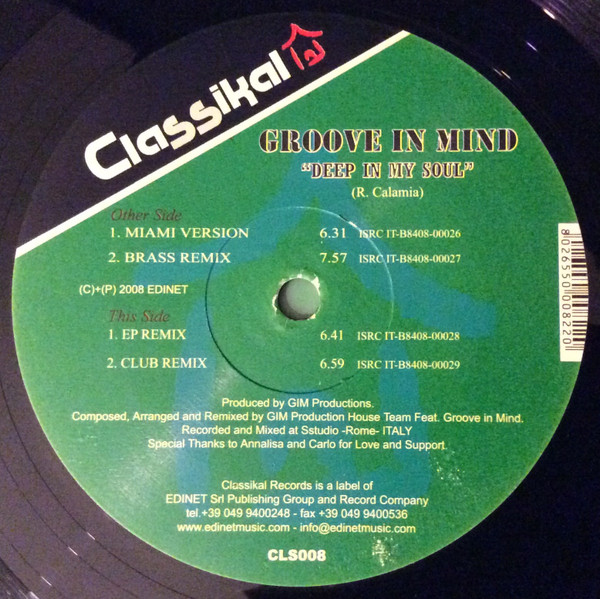 Classikal
GROOVE IN MIND
"DEEP IN MY SOUL"
(R. Calamia)
Other Side
1. MIAMI VERSION 6.31 ISRC IT-B8408-00026
2. BRASS REMIX 7.57 ISRC IT-B8408-00027
(C)+(P) 2008 EDINET
This Side
1. EP REMIX 6.41 ISRC IT-B8408-00028
2. CLUB REMIX 6.59 ISRC IT-B8408-00029
8026550008220
Produced by GIM Productions.
Composed, Arranged and Remixed by GIM Production House Team Feat. Groove in Mind.
Recorded and Mixed at Sstudio -Rome- ITALY
Special Thanks to Annalisa and Carlo for Love and Support.
Classikal Records is a label of
EDINET Srl Publishing Group and Record Company
tel.+39 049 9400248 - fax +39 049 9400536
www.edinetmusic.com - info@edinetmusic.com
CLS008